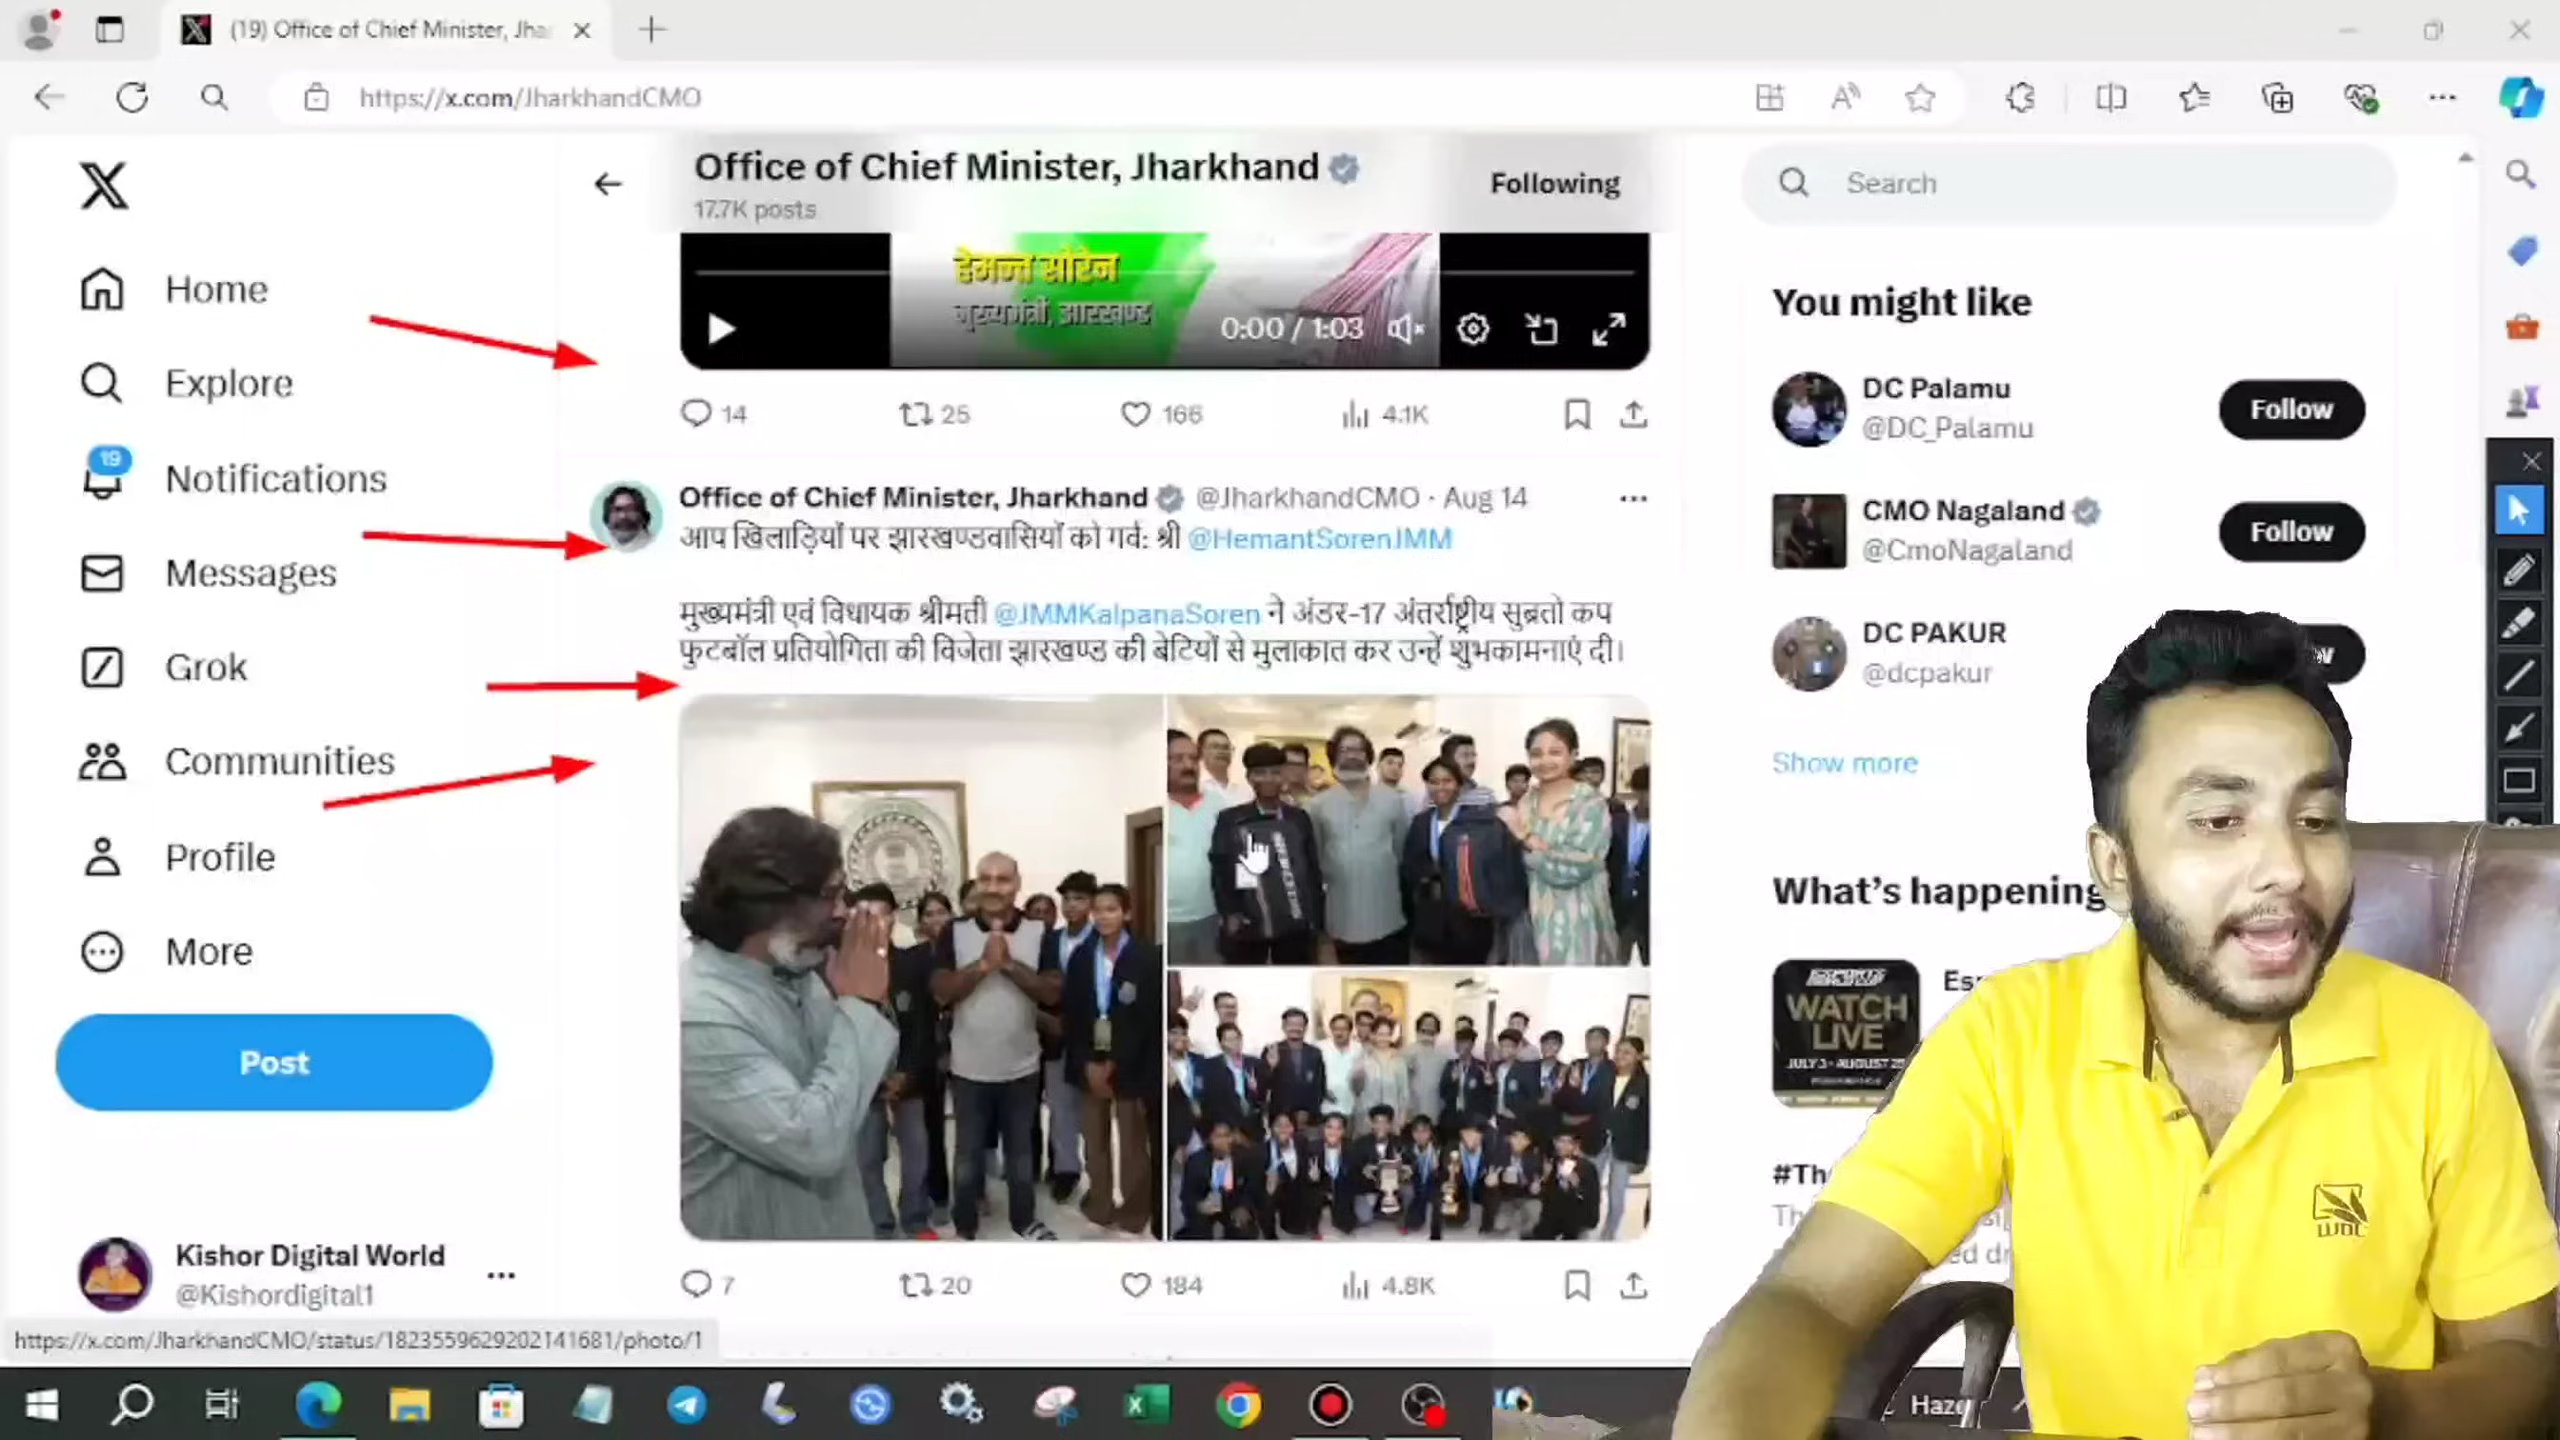 (19) Office of Chief Minister, Jha
https://x.com/JharkhandCMO
Office of Chief Minister, Jharkhand
17.7K posts
Following
Search
हेमन्त सोरेन
मुख्यमंत्री, झारखण्ड
0:00 / 1:03
14 25 166 4.1K
Home
Explore
19
Notifications
Messages
Grok
Communities
Profile
More
Post
Kishor Digital World
@Kishordigital1
Office of Chief Minister, Jharkhand @JharkhandCMO · Aug 14
आप खिलाड़ियों पर झारखण्डवासियों को गर्व: श्री @HemantSorenJMM
मुख्यमंत्री एवं विधायक श्रीमती @JMMKalpanaSoren ने अंडर-17 अंतर्राष्ट्रीय सुब्रतो कप
फुटबॉल प्रतियोगिता की विजेता झारखण्ड की बेटियों से मुलाकात कर उन्हें शुभकामनाएं दी।
7 20 184 4.8K
You might like
DC Palamu
@DC_Palamu
Follow
CMO Nagaland
@CmoNagaland
Follow
DC PAKUR
@dcpakur
Show more
What's happening
WATCH
LIVE
JULY 3 - AUGUST 25
#Th
https://x.com/JharkhandCMO/status/1823559629202141681/photo/1